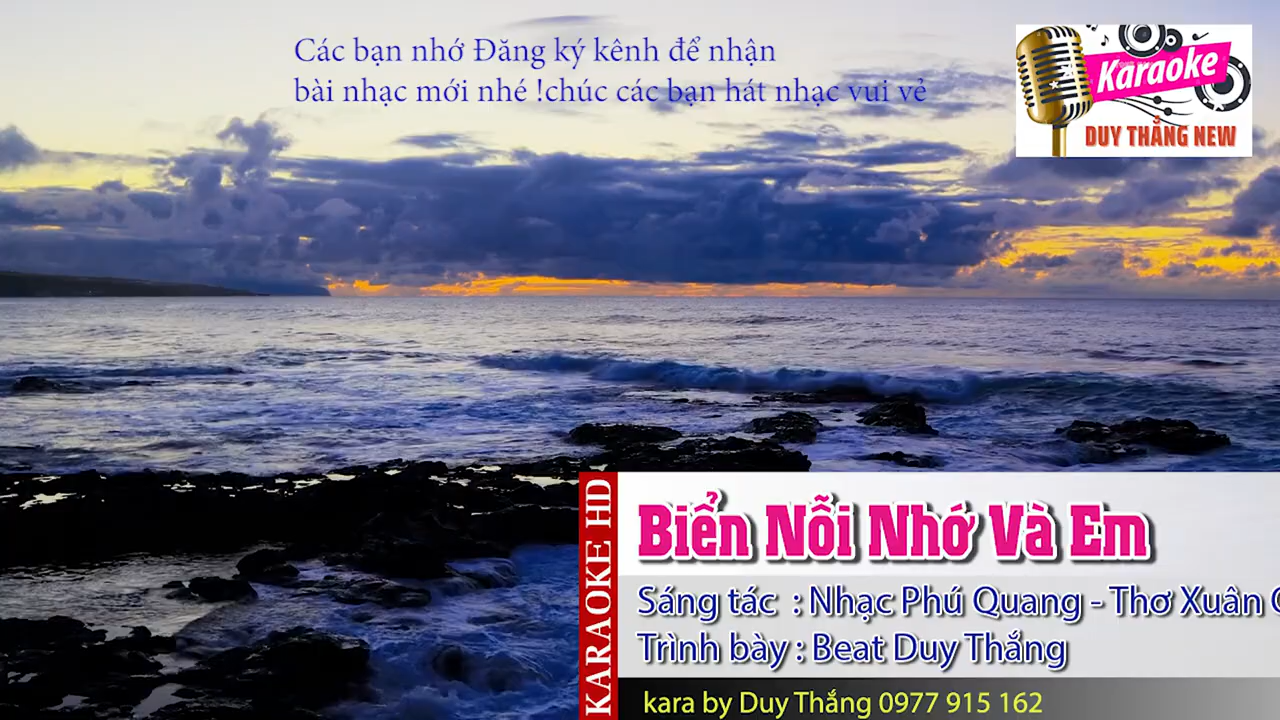 Các bạn nhớ Đăng ký kênh để nhận
bài nhạc mới nhé !chúc các bạn hát nhạc vui vẻ
Karaoke
DUY THẮNG NEW
KARAOKE HD
Biển Nỗi Nhớ Và Em
Sáng tác : Nhạc Phú Quang - Thơ Xuân
Trình bày : Beat Duy Thắng
kara by Duy Thắng 0977 915 162